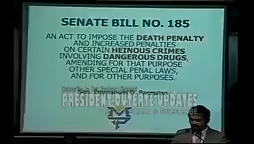 SENATE BILL NO. 185
AN ACT TO IMPOSE THE DEATH PENALTY
AND INCREASED PENALTIES
ON CERTAIN HEINOUS CRIMES
INVOLVING DANGEROUS DRUGS,
AMENDING FOR THAT PURPOSE
OTHER SPECIAL PENAL LAWS,
AND FOR OTHER PURPOSES.
PRESIDENT DUTERTE UPDATES